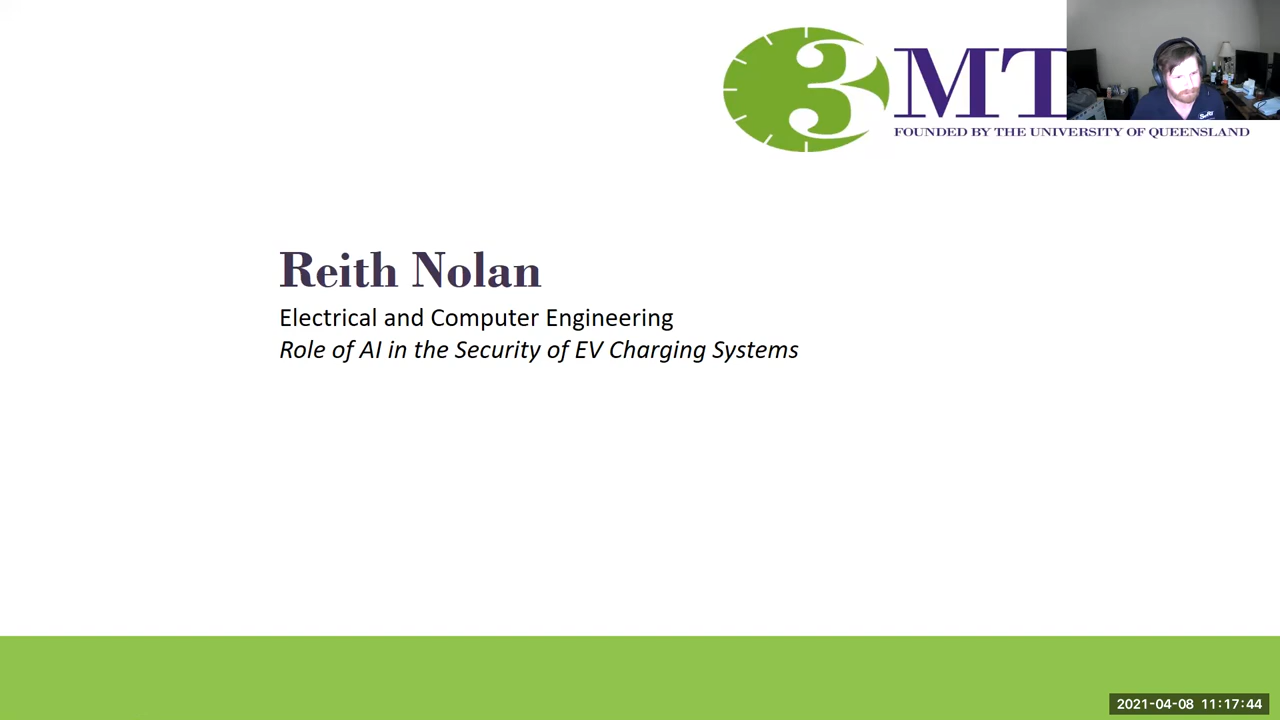 3MT
FOUNDED BY THE UNIVERSITY OF QUEENSLAND
Reith Nolan
Electrical and Computer Engineering
Role of AI in the Security of EV Charging Systems
2021-04-08 11:17:44